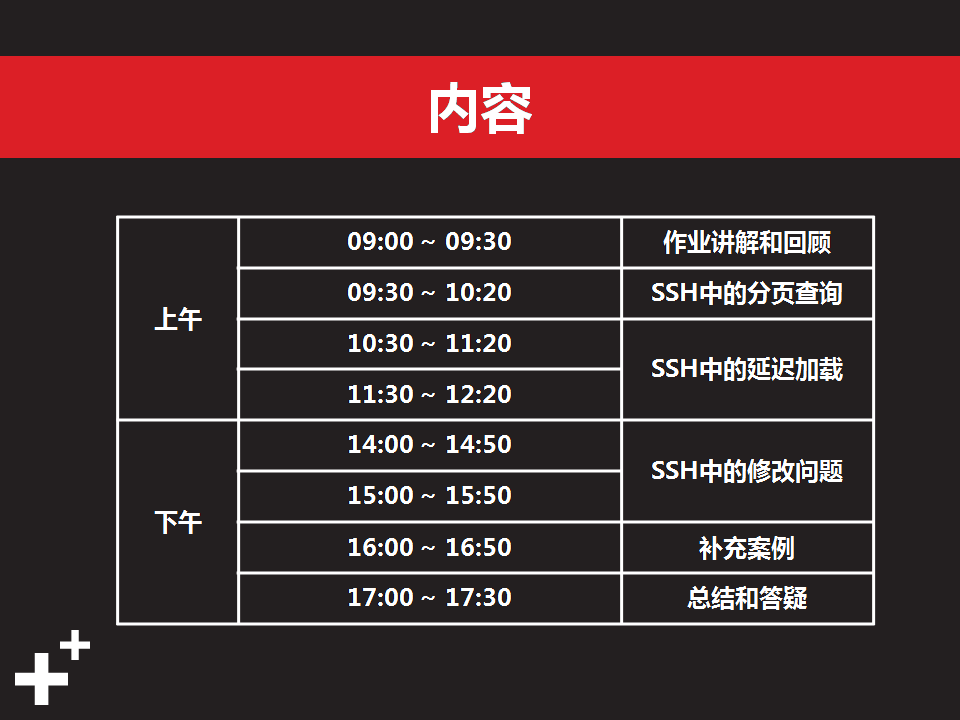 内容
上午
09:00 ~ 09:30 作业讲解和回顾
09:30 ~ 10:20 SSH中的分页查询
10:30 ~ 11:20 SSH中的延迟加载
11:30 ~ 12:20
下午
14:00 ~ 14:50 SSH中的修改问题
15:00 ~ 15:50
16:00 ~ 16:50 补充案例
17:00 ~ 17:30 总结和答疑